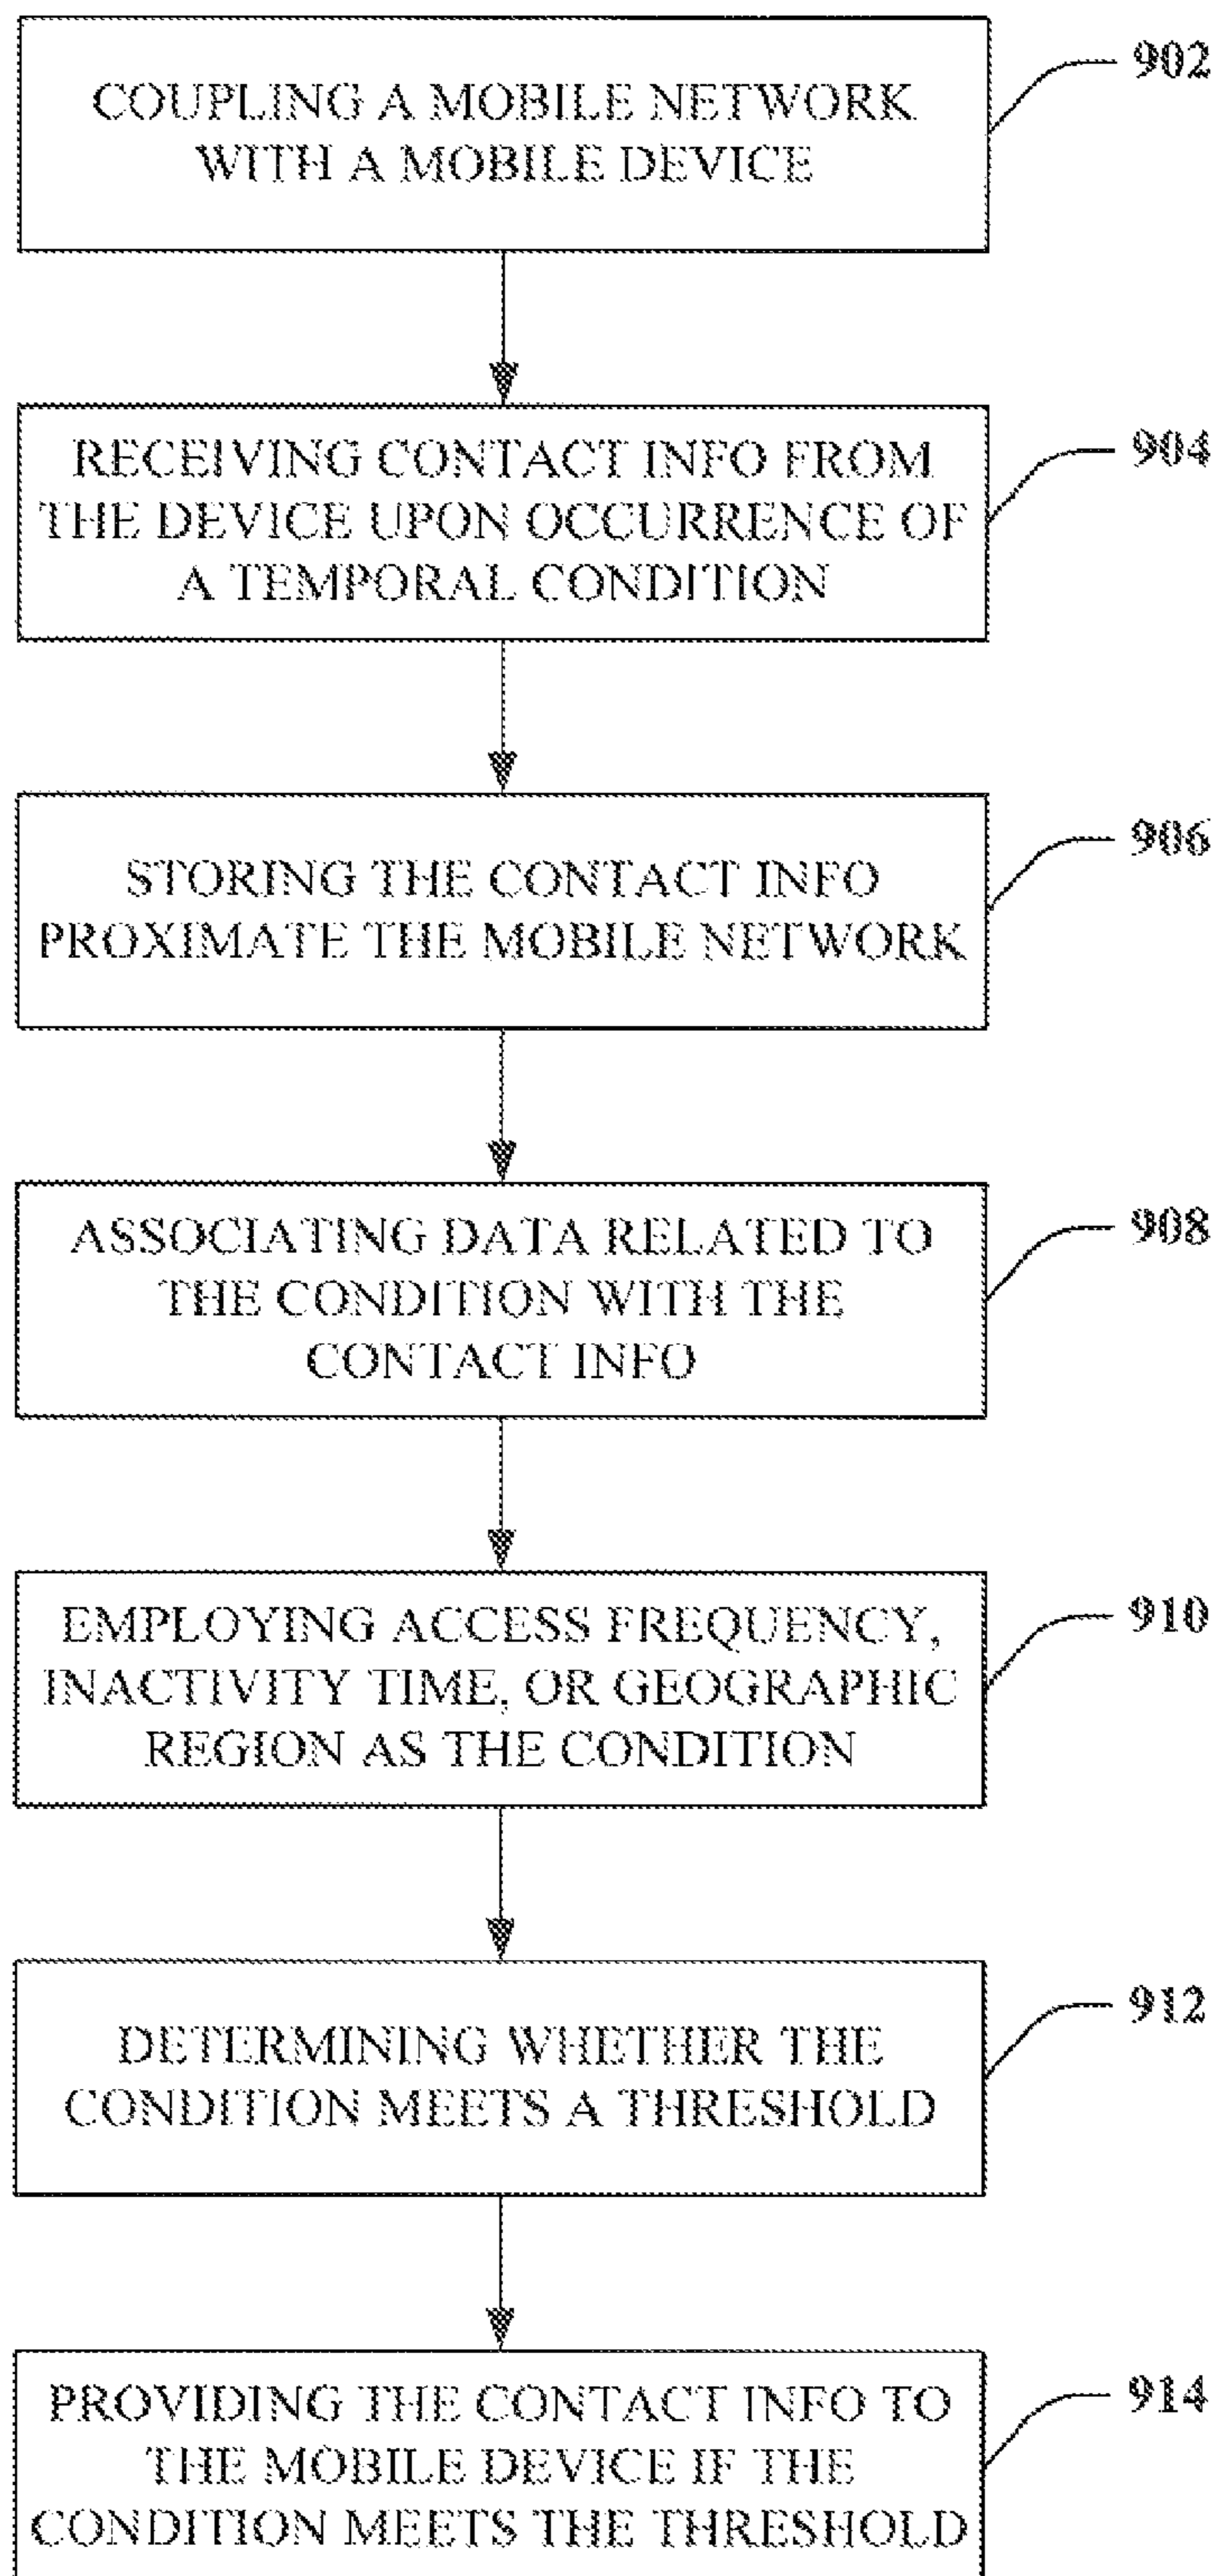 COUPLING A MOBILE NETWORK
WITH A MOBILE DEVICE
902
RECEIVING CONTACT INFO FROM
THE DEVICE UPON OCCURRENCE OF
A TEMPORAL CONDITION
904
STORING THE CONTACT INFO
PROXIMATE THE MOBILE NETWORK
906
ASSOCIATING DATA RELATED TO
THE CONDITION WITH THE
CONTACT INFO
908
EMPLOYING ACCESS FREQUENCY,
INACTIVITY TIME, OR GEOGRAPHIC
REGION AS THE CONDITION
910
DETERMINING WHETHER THE
CONDITION MEETS A THRESHOLD
912
PROVIDING THE CONTACT INFO TO
THE MOBILE DEVICE IF THE
CONDITION MEETS THE THRESHOLD
914